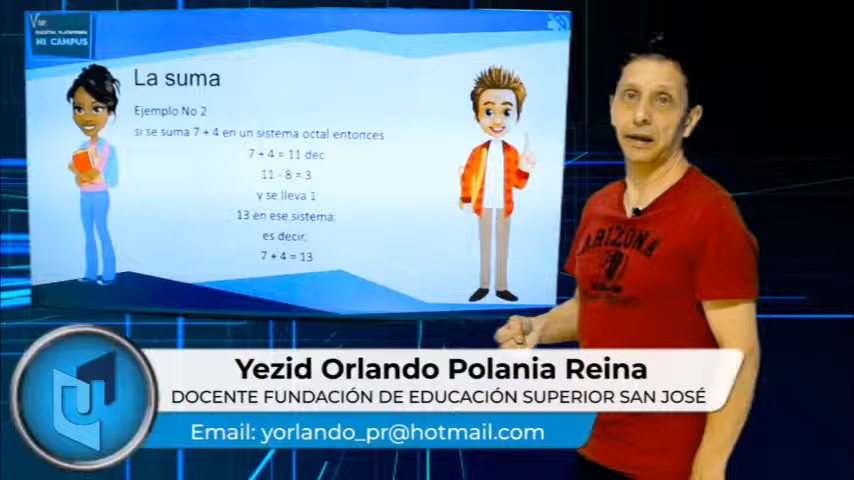 MI CAMPUS
La suma
Ejemplo No 2
si se suma 7 + 4 en un sistema octal entonces
7 + 4 = 11 dec
11 - 8 = 3
y se lleva 1
13 en ese sistema.
es decir,
7 + 4 = 13
ARIZONA
Yezid Orlando Polania Reina
DOCENTE FUNDACIÓN DE EDUCACIÓN SUPERIOR SAN JOSÉ
Email: yorlando_pr@hotmail.com